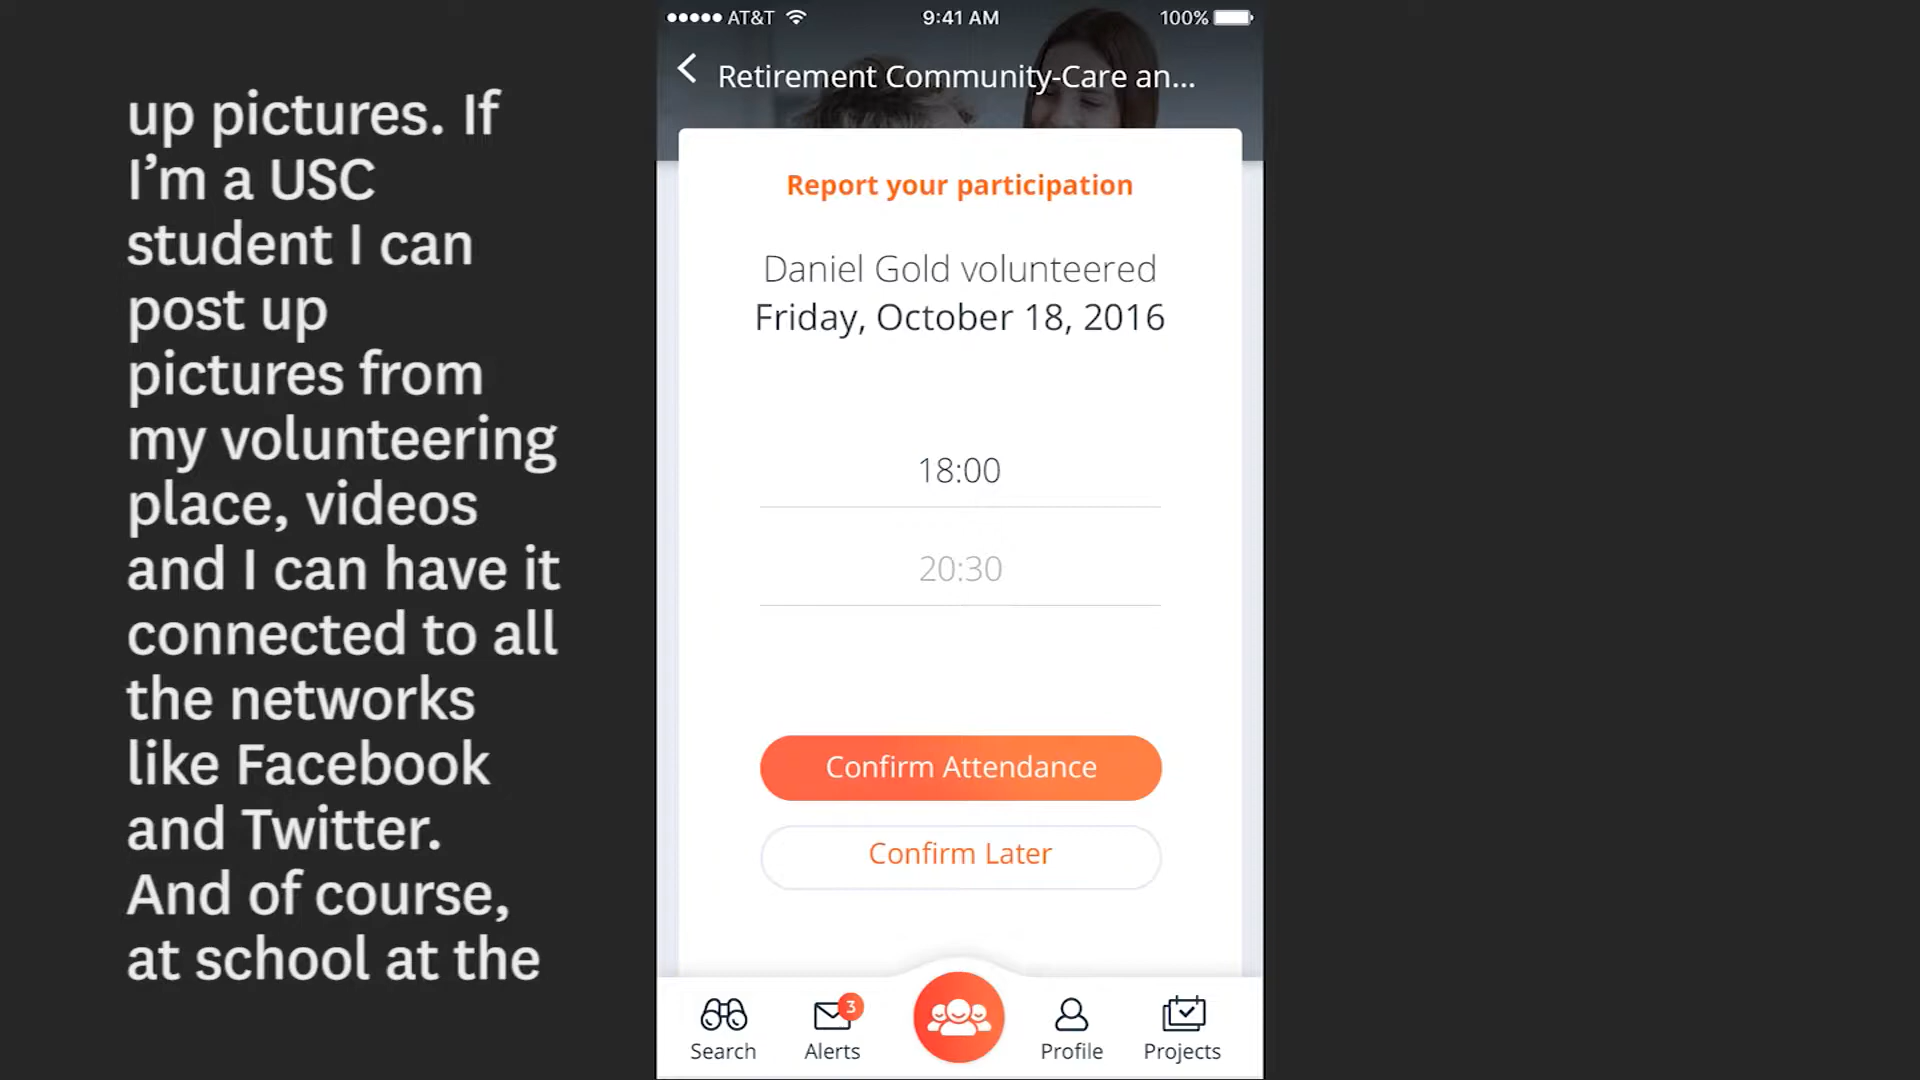 up pictures. If
I’m a USC
student I can
post up
pictures from
my volunteering
place, videos
and I can have it
connected to all
the networks
like Facebook
and Twitter.
And of course,
at school at the
AT&T 9:41 AM 100%
Retirement Community-Care an...
Report your participation
Daniel Gold volunteered
Friday, October 18, 2016
18:00
20:30
Confirm Attendance
Confirm Later
3
Search Alerts Profile Projects